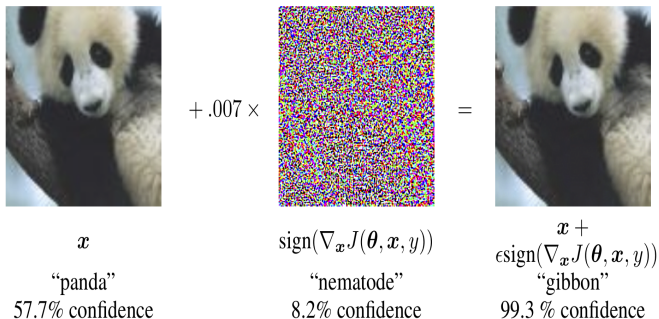 + .007 ×
=
x
sign(∇ₓJ(θ, x, y))
x +
ϵsign(∇ₓJ(θ, x, y))
“panda”
“nematode”
“gibbon”
57.7% confidence
8.2% confidence
99.3 % confidence